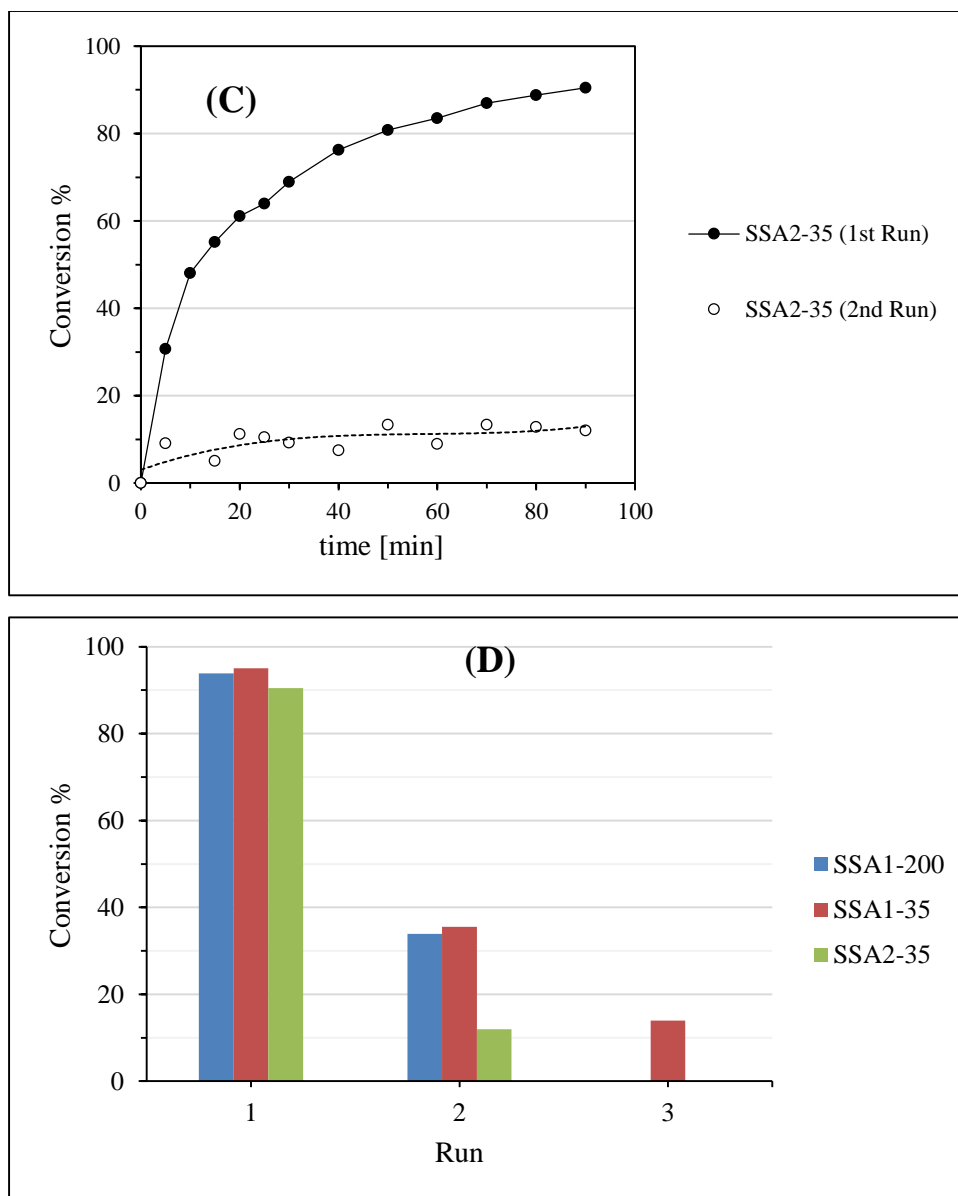 (C)
Conversion %
100
80
60
40
20
0
0 20 40 60 80 100
time [min]
SSA2-35 (1st Run)
SSA2-35 (2nd Run)
(D)
Conversion %
100
80
60
40
20
0
1 2 3
Run
SSA1-200
SSA1-35
SSA2-35